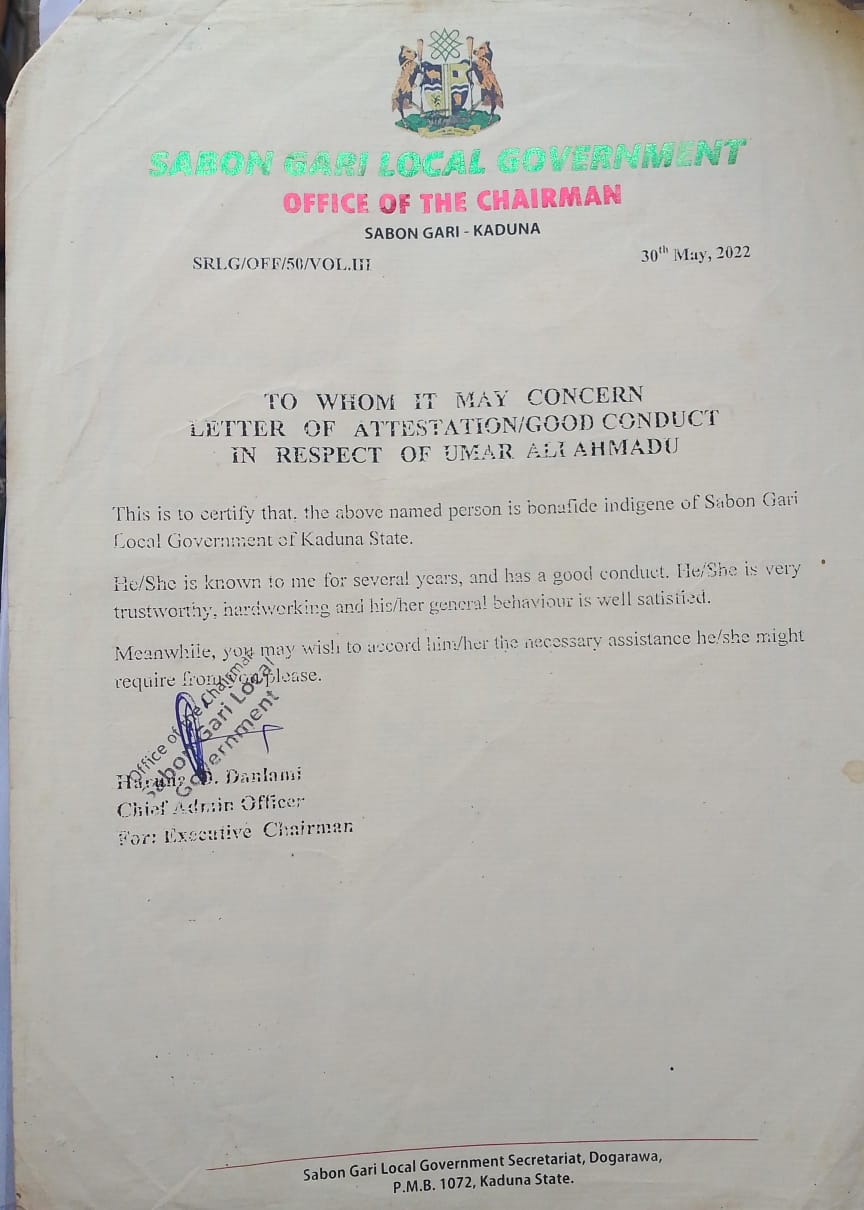 SABON GARI LOCAL GOVERNMENT
OFFICE OF THE CHAIRMAN
SABON GARI - KADUNA
SRLG/OFF/50/VOL.III
30th May, 2022
TO WHOM IT MAY CONCERN
LETTER OF ATTESTATION/GOOD CONDUCT
IN RESPECT OF UMAR ALI AHMADU
This is to certify that, the above named person is bonafide indigene of Sabon Gari
Local Government of Kaduna State.
He/She is known to me for several years, and has a good conduct. He/She is very
trustworthy, hardworking and his/her general behaviour is well satisfied.
Meanwhile, you may wish to accord him/her the necessary assistance he/she might
require from you please.
Office of the Chairman
Sabon Gari Local
Government
Haruna D. Danlami
Chief Admin Officer
For: Executive Chairman
Sabon Gari Local Government Secretariat, Dogarawa,
P.M.B. 1072, Kaduna State.